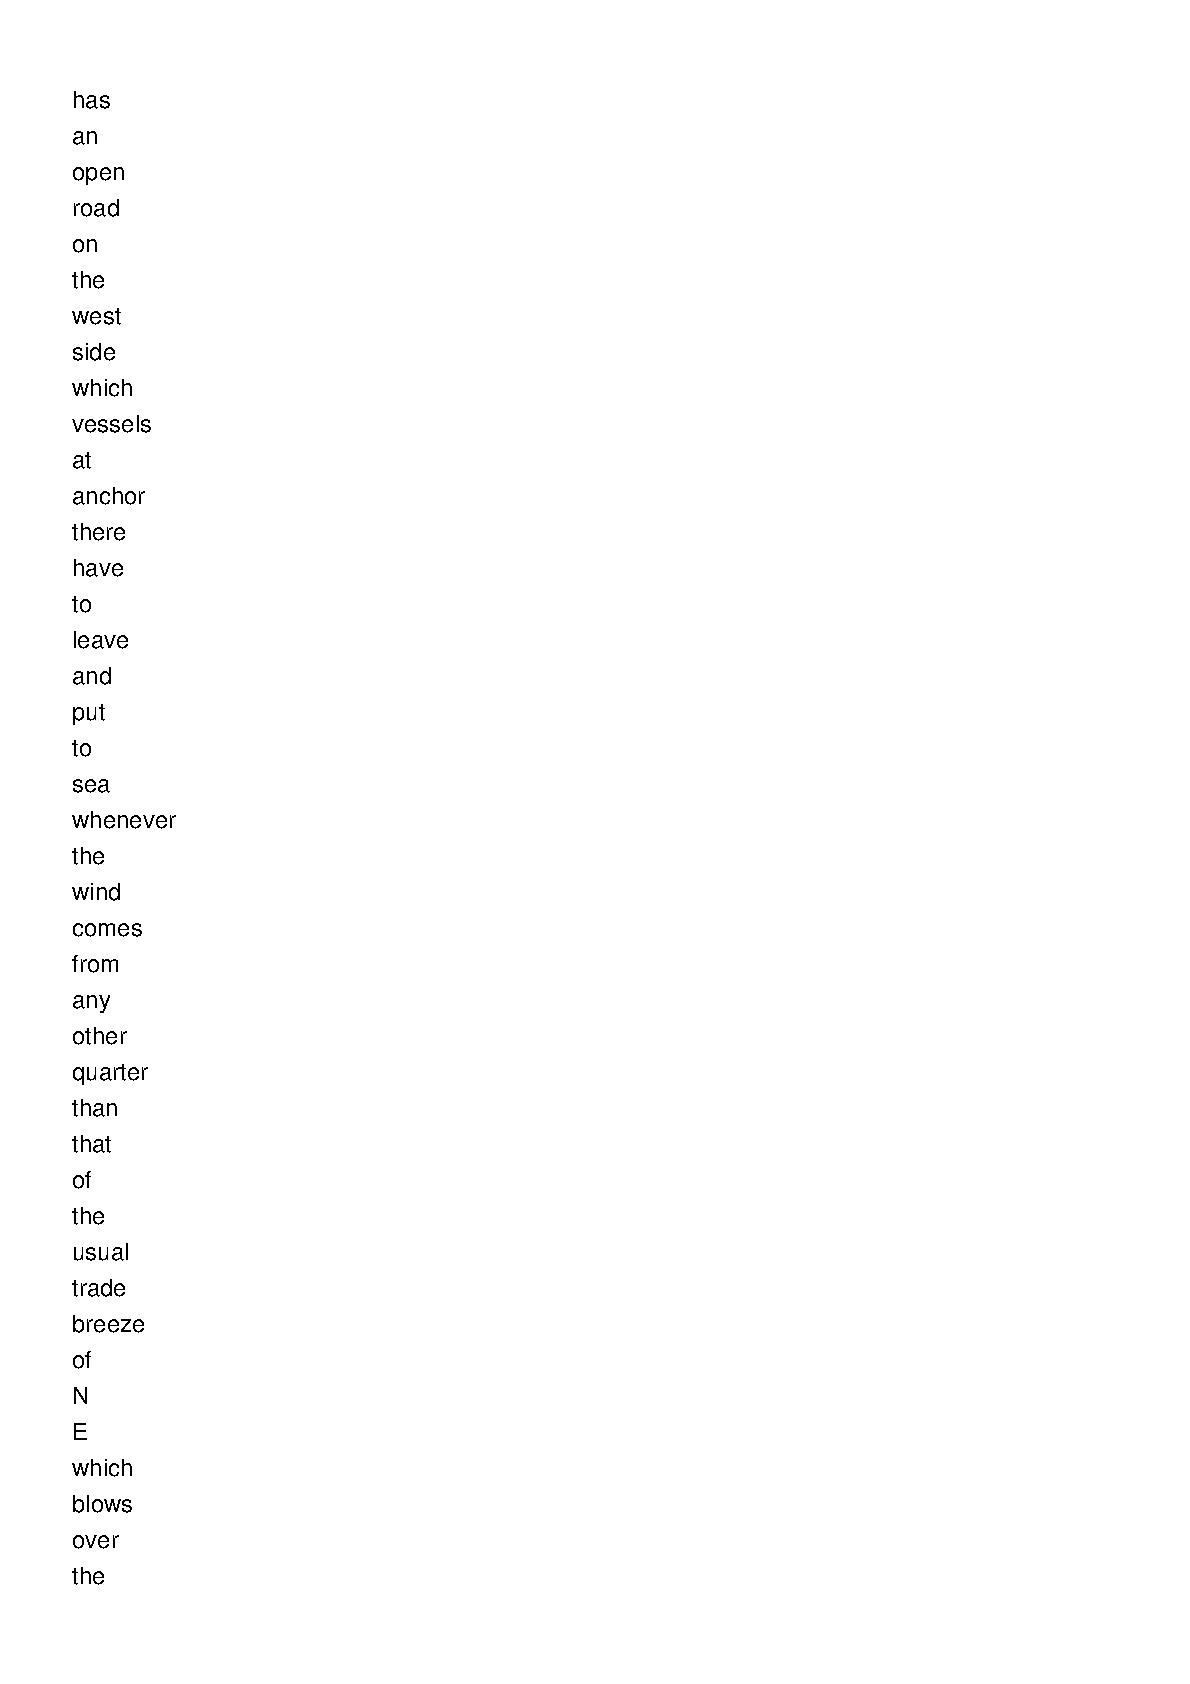 has
an
open
road
on
the
west
side
which
vessels
at
anchor
there
have
to
leave
and
put
to
sea
whenever
the
wind
comes
from
any
other
quarter
than
that
of
the
usual
trade
breeze
of
N
E
which
blows
over
the